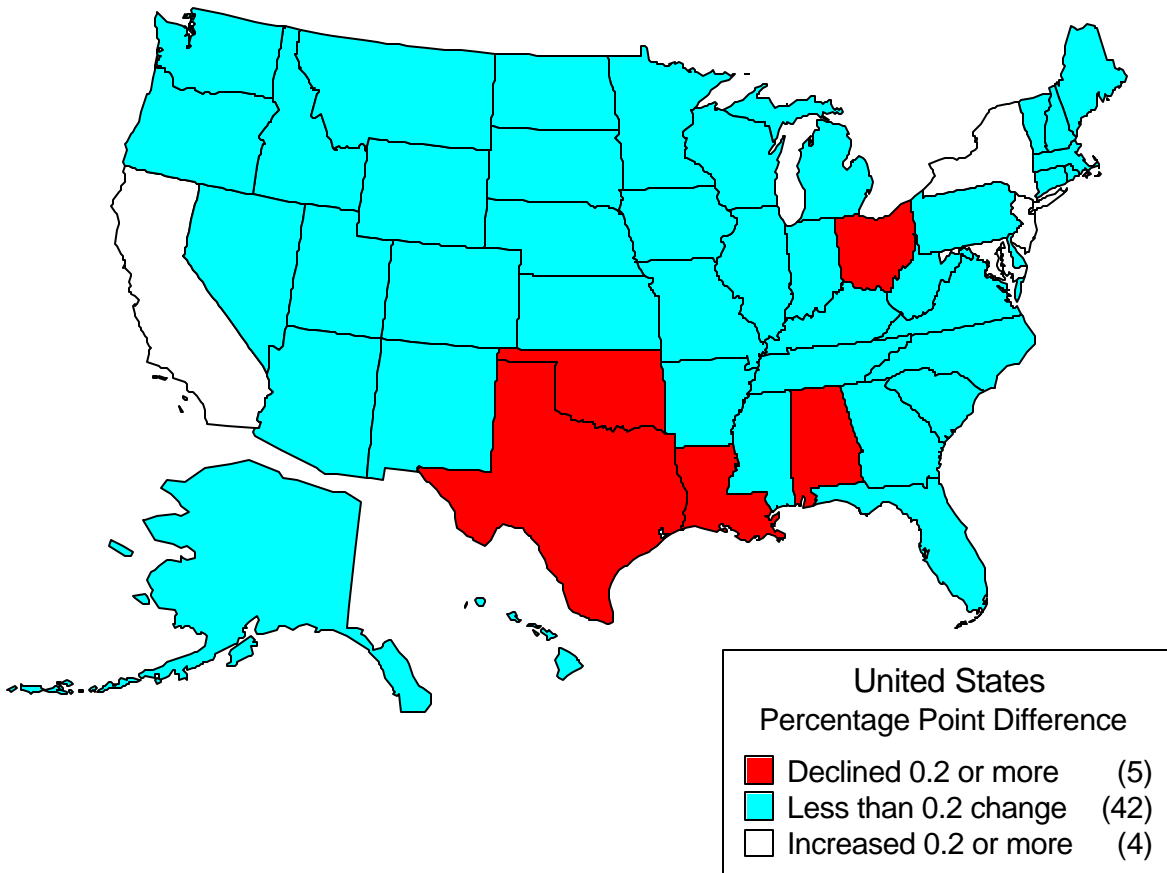 United States
Percentage Point Difference
Declined 0.2 or more (5)
Less than 0.2 change (42)
Increased 0.2 or more (4)